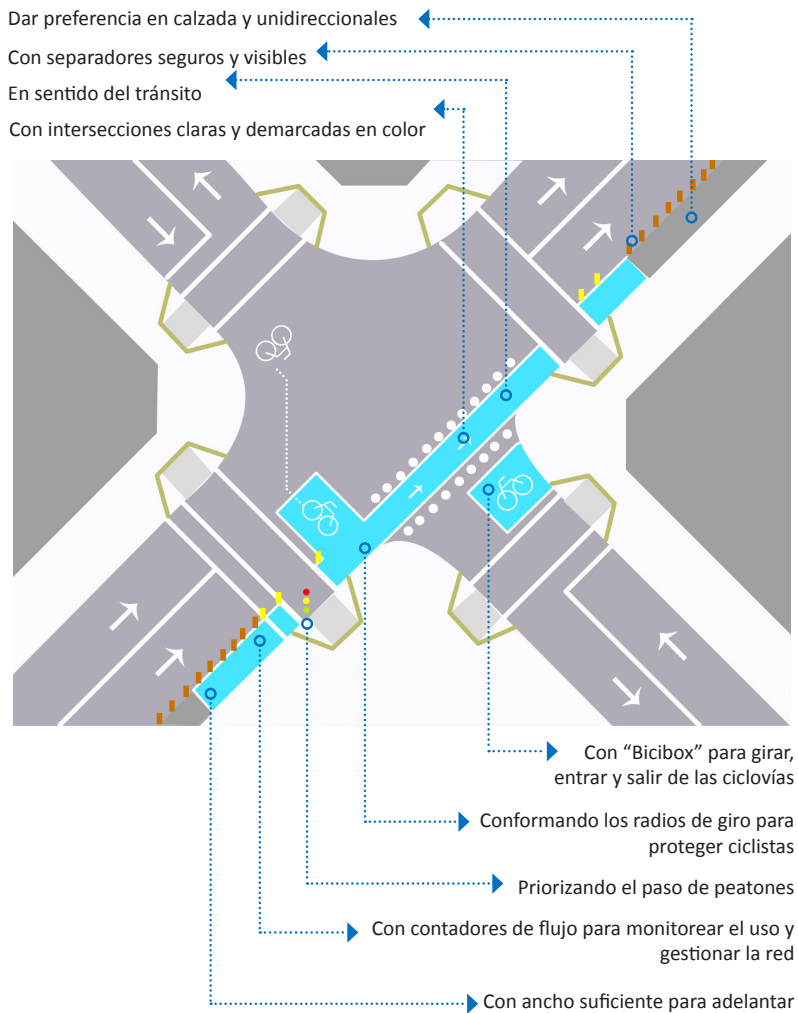 Dar preferencia en calzada y unidireccionales
Con separadores seguros y visibles
En sentido del tránsito
Con intersecciones claras y demarcadas en color
Con “Bicibox” para girar,
entrar y salir de las ciclovías
Conformando los radios de giro para
proteger ciclistas
Priorizando el paso de peatones
Con contadores de flujo para monitorear el uso y
gestionar la red
Con ancho suficiente para adelantar